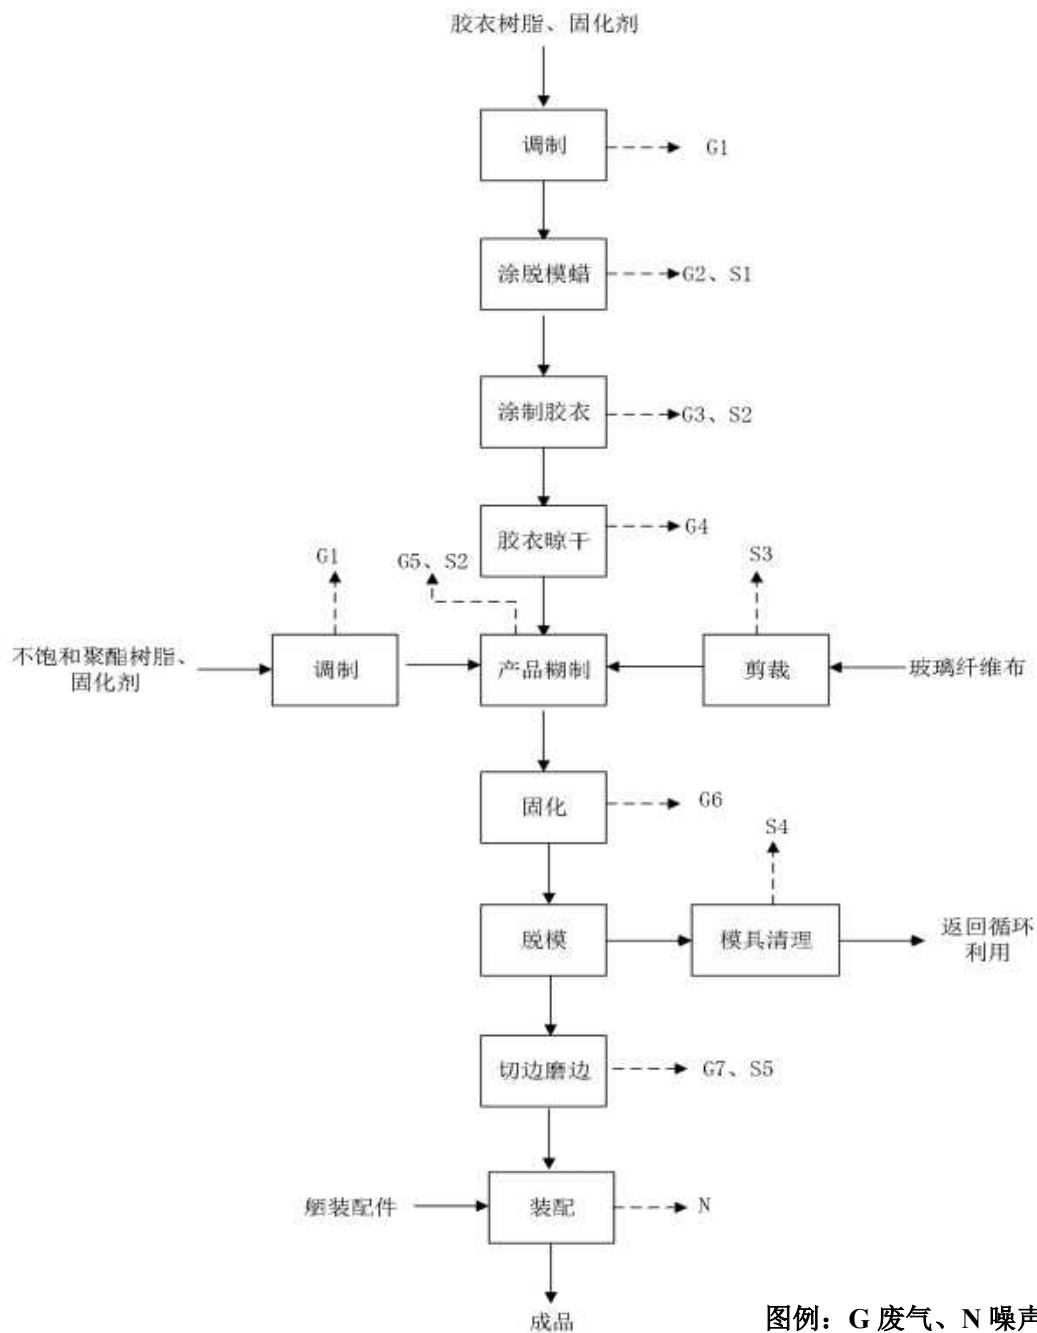 胶衣树脂、固化剂
调制
G1
涂脱模蜡
G2、S1
涂制胶衣
G3、S2
胶衣晾干
G4
G1
G5、S2
S3
不饱和聚酯树脂、
固化剂
调制
产品糊制
剪裁
玻璃纤维布
固化
G6
S4
脱模
模具清理
返回循环
利用
切边磨边
G7、S5
舾装配件
装配
N
成品
图例：G 废气、N 噪声